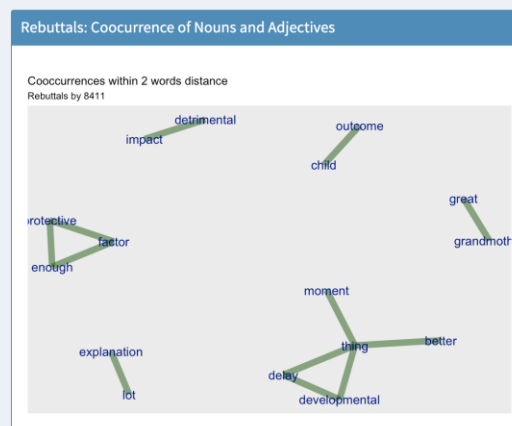 Rebuttals: Coocurrence of Nouns and Adjectives
Cooccurrences within 2 words distance
Rebuttals by 8411
detrimental
impact
outcome
child
great
grandmoth
rotective
factor
enough
moment
explanation
thing
better
delay
lot
developmental